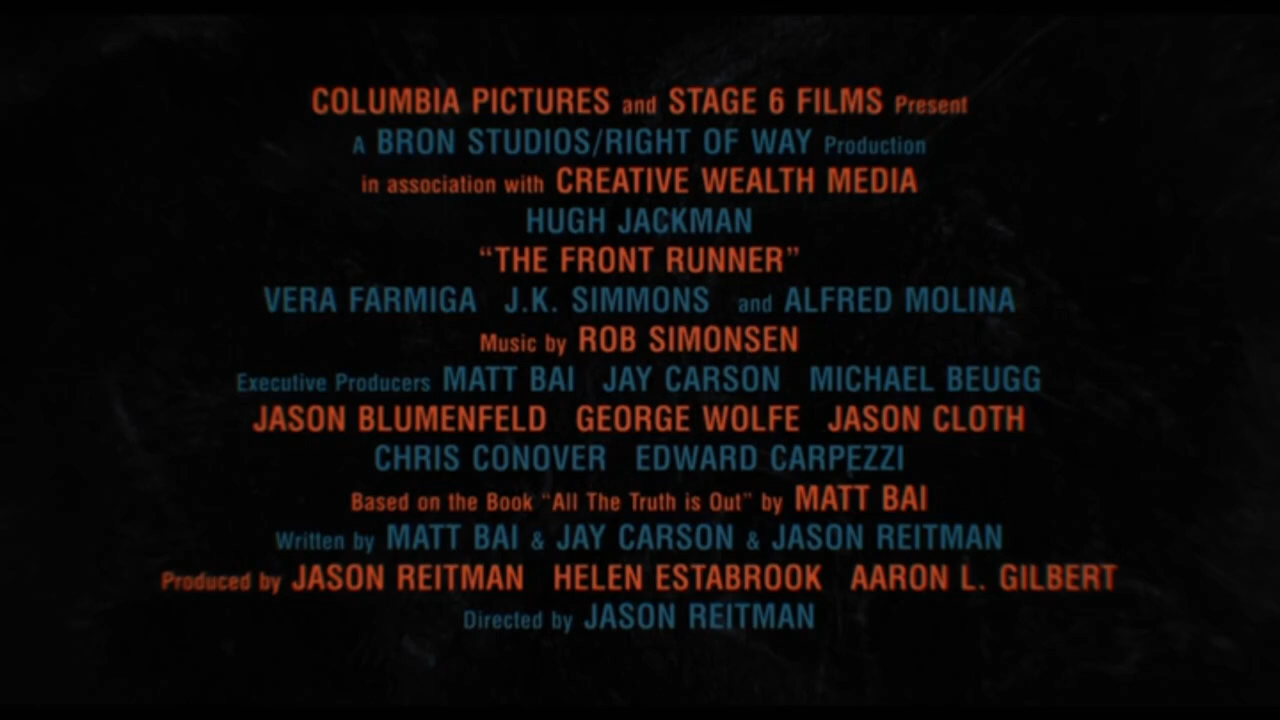 COLUMBIA PICTURES and STAGE 6 FILMS Present
A BRON STUDIOS/RIGHT OF WAY Production
in association with CREATIVE WEALTH MEDIA
HUGH JACKMAN
“THE FRONT RUNNER”
VERA FARMIGA J.K. SIMMONS and ALFRED MOLINA
Music by ROB SIMONSEN
Executive Producers MATT BAI JAY CARSON MICHAEL BEUGG
JASON BLUMENFELD GEORGE WOLFE JASON CLOTH
CHRIS CONOVER EDWARD CARPEZZI
Based on the Book “All The Truth is Out” by MATT BAI
Written by MATT BAI & JAY CARSON & JASON REITMAN
Produced by JASON REITMAN HELEN ESTABROOK AARON L. GILBERT
Directed by JASON REITMAN